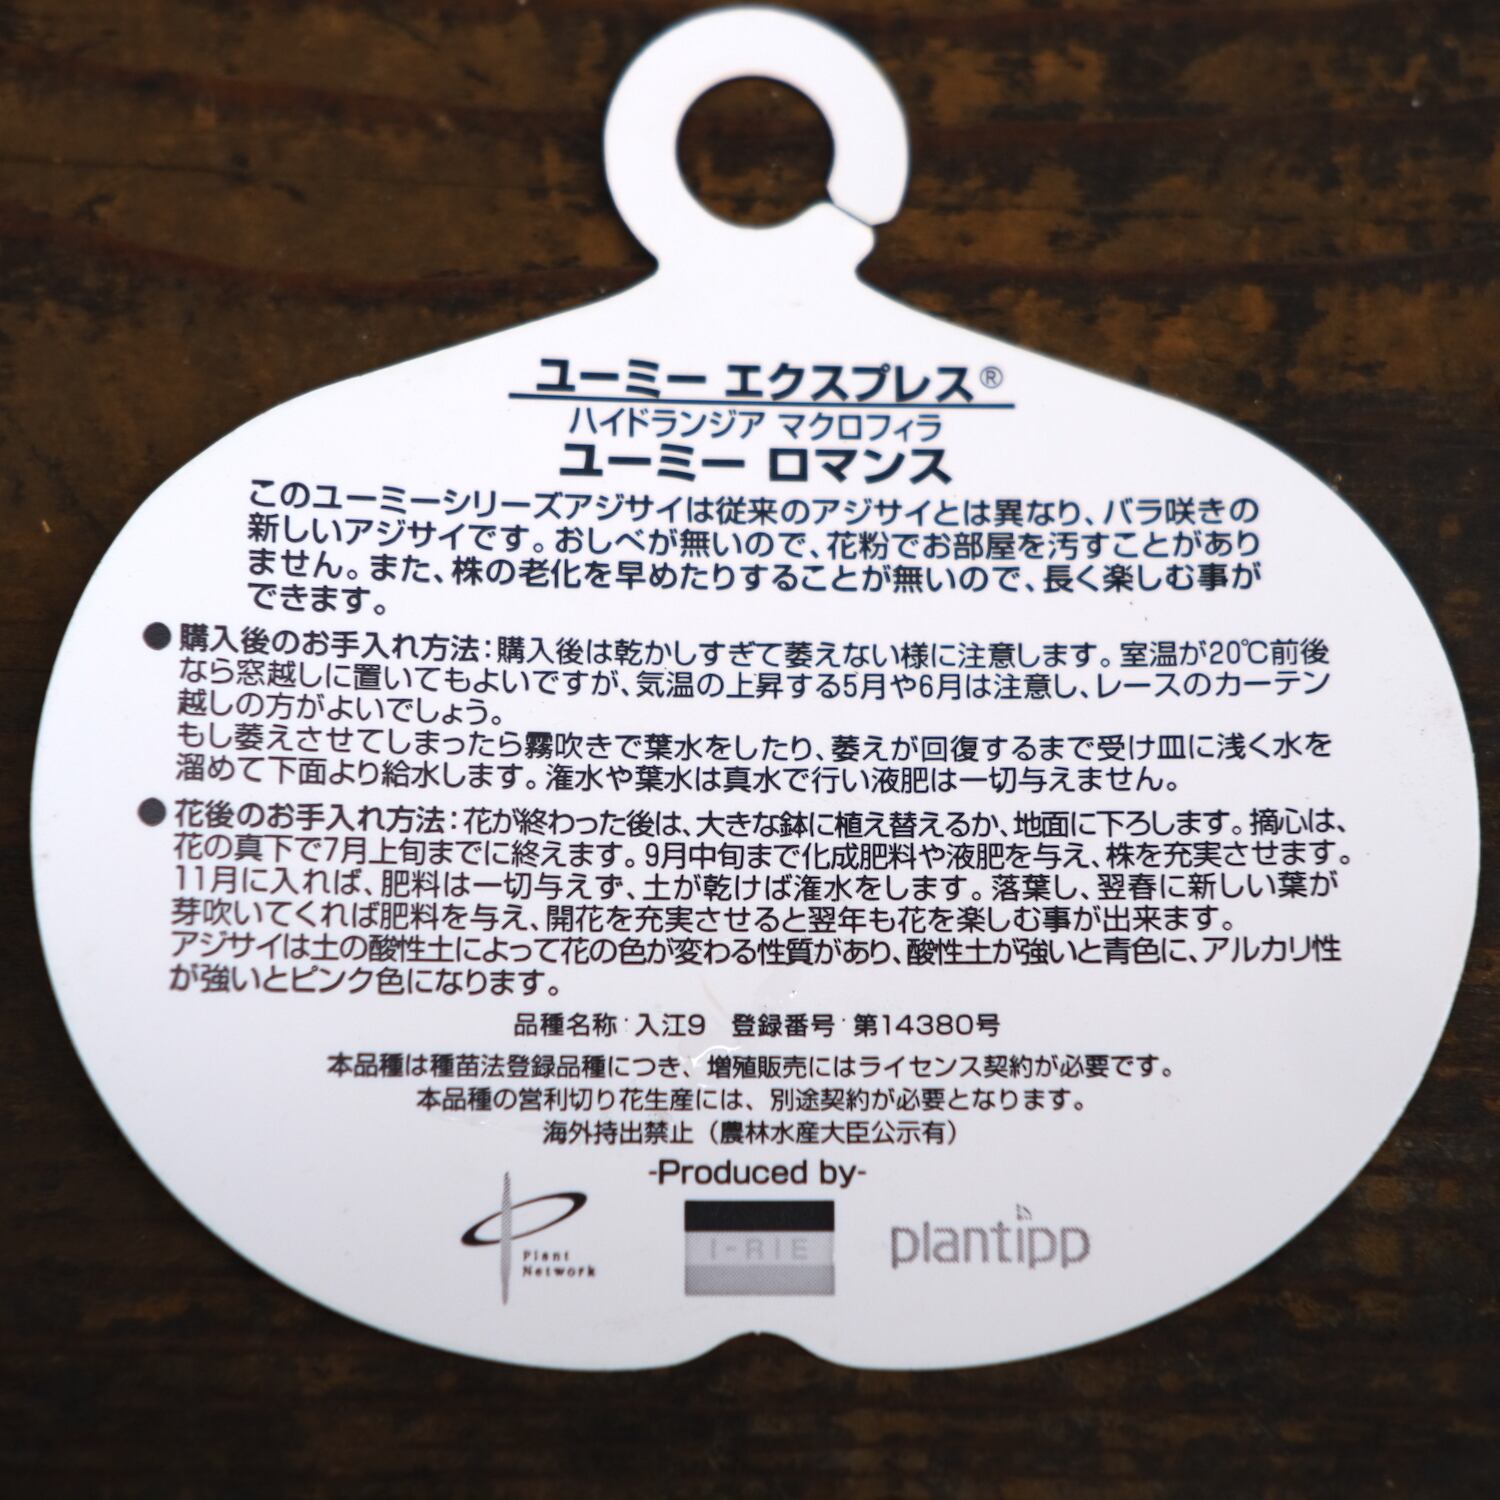 ユーミー エクスプレス®
ハイドランジア マクロフィラ
ユーミー ロマンス
このユーミーシリーズアジサイは従来のアジサイとは異なり、バラ咲きの
新しいアジサイです。おしべが無いので、花粉でお部屋を汚すことがあり
ません。また、株の老化を早めたりすることが無いので、長く楽しむ事が
できます。
●購入後のお手入れ方法：購入後は乾かしすぎて萎えない様に注意します。室温が20℃前後
なら窓越しに置いてもよいですが、気温の上昇する5月や6月は注意し、レースのカーテン
越しの方がよいでしょう。
もし萎えさせてしまったら霧吹きで葉水をしたり、萎えが回復するまで受け皿に浅く水を
溜めて下面より給水します。潅水や葉水は真水で行い液肥は一切与えません。
●花後のお手入れ方法：花が終わった後は、大きな鉢に植え替えるか、地面に下ろします。摘心は、
花の真下で7月上旬までに終えます。9月中旬まで化成肥料や液肥を与え、株を充実させます。
11月に入れば、肥料は一切与えず、土が乾けば潅水をします。落葉し、翌春に新しい葉が
芽吹いてくれば肥料を与え、開花を充実させると翌年も花を楽しむ事が出来ます。
アジサイは土の酸性土によって花の色が変わる性質があり、酸性土が強いと青色に、アルカリ性
が強いとピンク色になります。
品種名称：入江9　登録番号：第14380号
本品種は種苗法登録品種につき、増殖販売にはライセンス契約が必要です。
本品種の営利切り花生産には、別途契約が必要となります。
海外持出禁止（農林水産大臣公示有）
-Produced by-
Plant
Network
I-RIE
plantipp